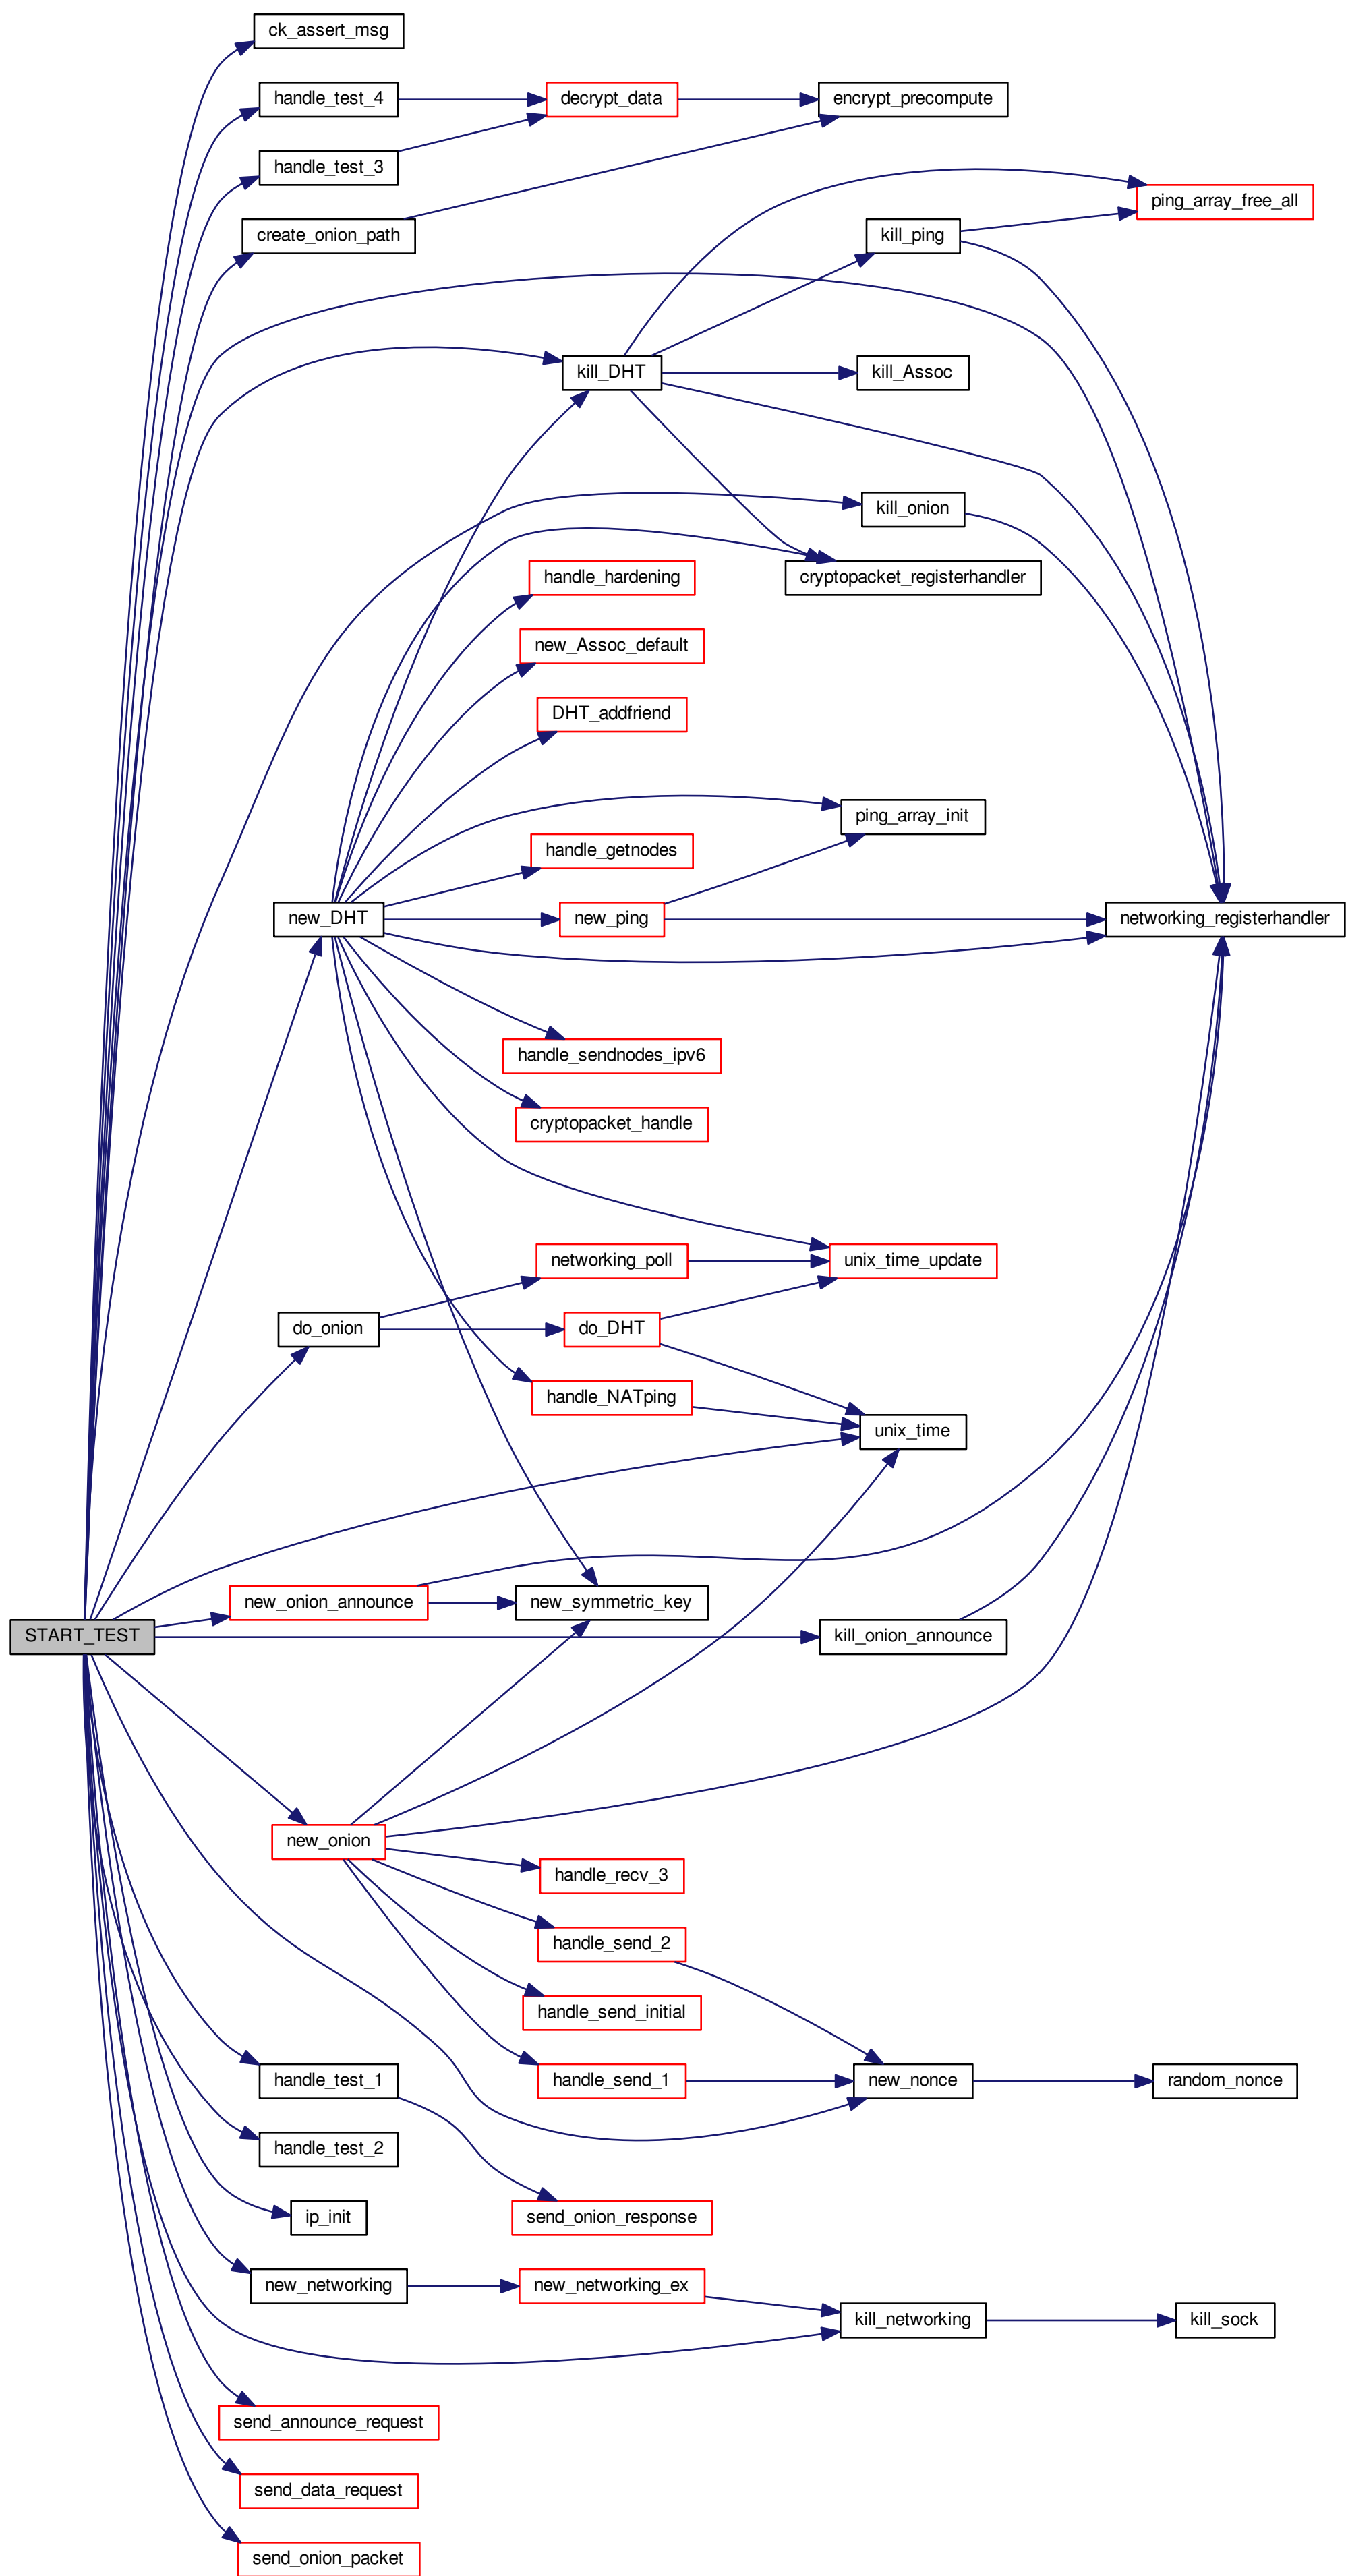 ck_assert_msg
handle_test_4
decrypt_data
encrypt_precompute
handle_test_3
ping_array_free_all
create_onion_path
kill_ping
kill_DHT
kill_Assoc
kill_onion
handle_hardening
cryptopacket_registerhandler
new_Assoc_default
DHT_addfriend
ping_array_init
handle_getnodes
new_DHT
new_ping
networking_registerhandler
handle_sendnodes_ipv6
cryptopacket_handle
networking_poll
unix_time_update
do_onion
do_DHT
handle_NATping
unix_time
new_onion_announce
new_symmetric_key
START_TEST
kill_onion_announce
new_onion
handle_recv_3
handle_send_2
handle_send_initial
handle_test_1
handle_send_1
new_nonce
random_nonce
handle_test_2
ip_init
send_onion_response
new_networking
new_networking_ex
kill_networking
kill_sock
send_announce_request
send_data_request
send_onion_packet